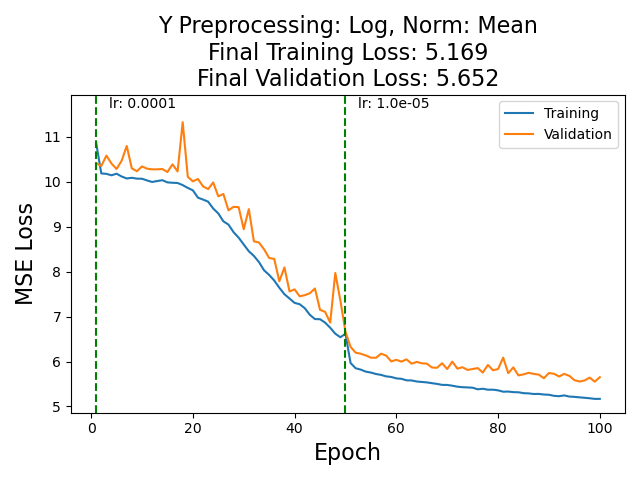 Y Preprocessing: Log, Norm: Mean
Final Training Loss: 5.169
Final Validation Loss: 5.652
lr: 0.0001
lr: 1.0e-05
Training
Validation
MSE Loss
11
10
9
8
7
6
5
0
20
40
60
80
100
Epoch